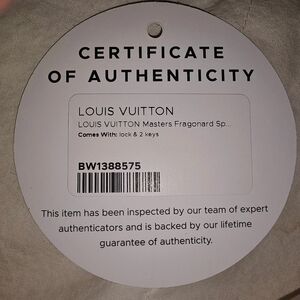 CERTIFICATE
OF AUTHENTICITY
LOUIS VUITTON
LOUIS VUITTON Masters Fragonard Sp...
Comes With: lock & 2 keys
BW1388575
This item has been inspected by our team of expert
authenticators and is backed by our lifetime
guarantee of authenticity.